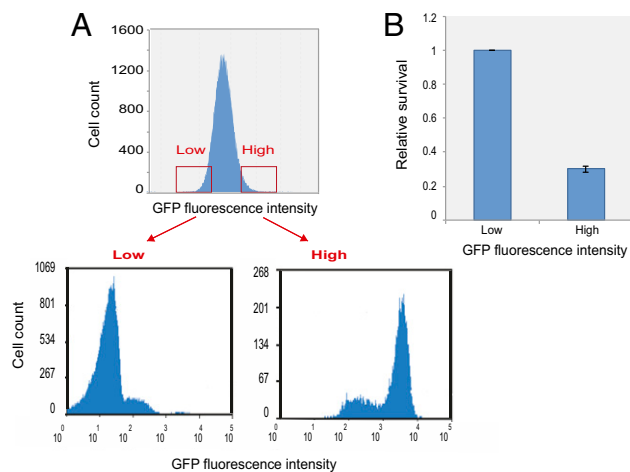 A
1600
1200
800
400
0
Cell count
Low
High
GFP fluorescence intensity
B
1.2
1
0.8
0.6
0.4
0.2
0
Relative survival
Low
High
GFP fluorescence intensity
Low
High
1069
801
534
267
0
Cell count
0 1 2 3 4 5
10 10 10 10 10 10
268
201
134
67
0
0 1 2 3 4 5
10 10 10 10 10 10
GFP fluorescence intensity